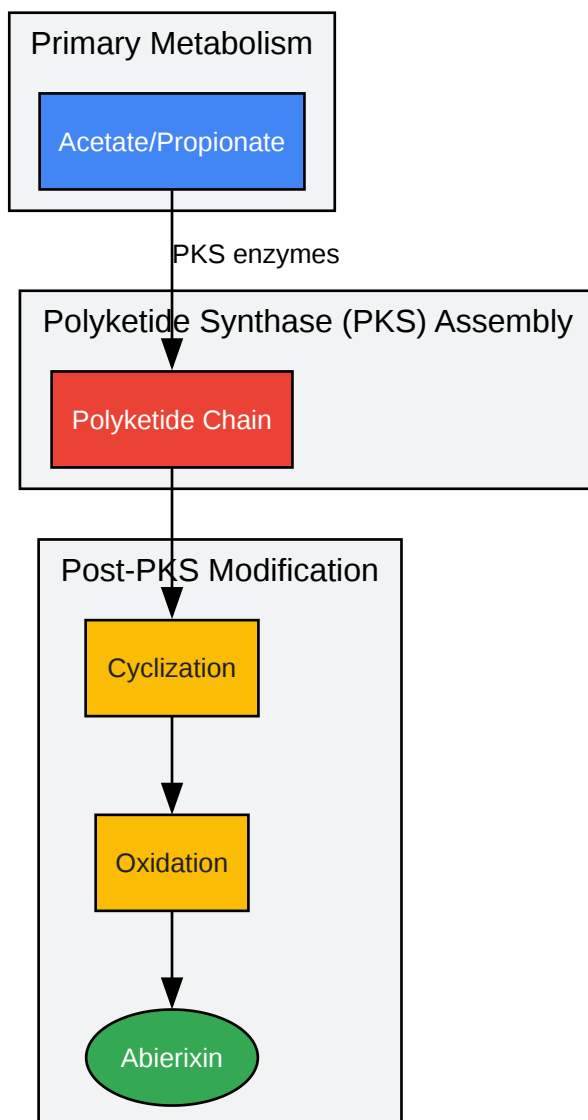 Primary Metabolism
Acetate/Propionate
PKS enzymes
Polyketide Synthase (PKS) Assembly
Polyketide Chain
Post-PKS Modification
Cyclization
Oxidation
Abierixin